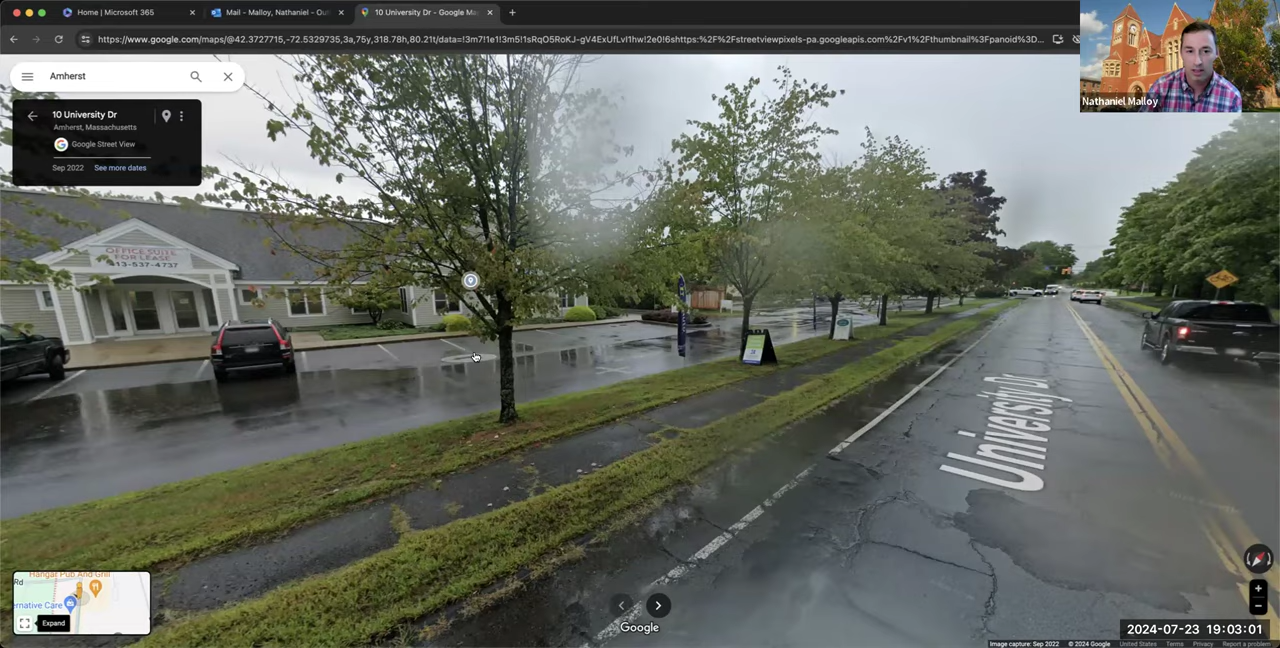 Home | Microsoft 365
Mail - Malloy, Nathaniel - Out
10 University Dr - Google Ma
https://www.google.com/maps/@42.3727715,-72.5329735,3a,75y,318.78h,80.21t/data=!3m7!1e1!3m5!1sRqO5RoKJ-gV4ExUfLvI1hw!2e0!6shttps:%2F%2Fstreetviewpixels-pa.googleapis.com%2Fv1%2Fthumbnail%3Fpanoid%3D...
Amherst
10 University Dr
Amherst, Massachusetts
Google Street View
Sep 2022 See more dates
Nathaniel Malloy
OFFICE SUITE
FOR LEASE
413-537-4737
University Dr
Hangar Pub And Grill
Rd
ernative Care
Expand
Google
2024-07-23 19:03:01
Image capture: Sep 2022 © 2024 Google United States Terms Privacy Report a problem